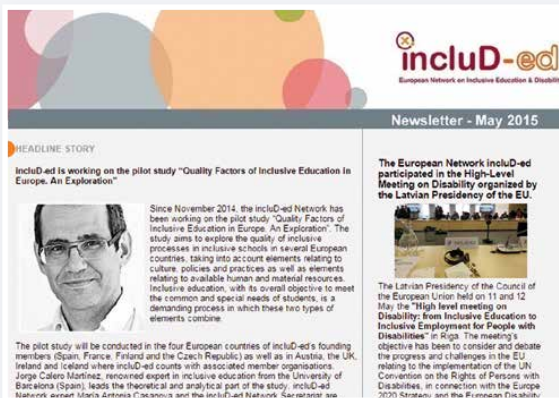 incluD-ed
European Network on Inclusive Education & Disability
Newsletter - May 2015
HEADLINE STORY
incluD-ed is working on the pilot study "Quality Factors of Inclusive Education in
Europe. An Exploration"
Since November 2014, the incluD-ed Network has
been working on the pilot study "Quality Factors of
Inclusive Education in Europe. An Exploration". The
study aims to explore the quality of inclusive
processes in inclusive schools in several European
countries, taking into account elements relating to
culture, policies and practices as well as elements
relating to available human and material resources.
Inclusive education, with its overall objective to meet
the common and special needs of students, is a
demanding process in which these two types of
elements combine.
The pilot study will be conducted in the four European countries of incluD-ed's founding
members (Spain, France, Finland and the Czech Republic) as well as in Austria, the UK,
Ireland and Iceland where incluD-ed counts with associated member organisations.
Jorge Calero Martínez, renowned expert in inclusive education from the University of
Barcelona (Spain), leads the theoretical and analytical part of the study. incluD-ed
Network expert María Antonia Casanova and the incluD-ed Network Secretariat are
The European Network incluD-ed
participated in the High-Level
Meeting on Disability organized by
the Latvian Presidency of the EU.
The Latvian Presidency of the Council of
the European Union held on 11 and 12
May the "High level meeting on
Disability: from Inclusive Education to
Inclusive Employment for People with
Disabilities" in Riga. The meeting's
objective has been to consider and debate
the progress and challenges in the EU
relating to the implementation of the UN
Convention on the Rights of Persons with
Disabilities, in connection with the Europe
2020 Strategy and the European Disability